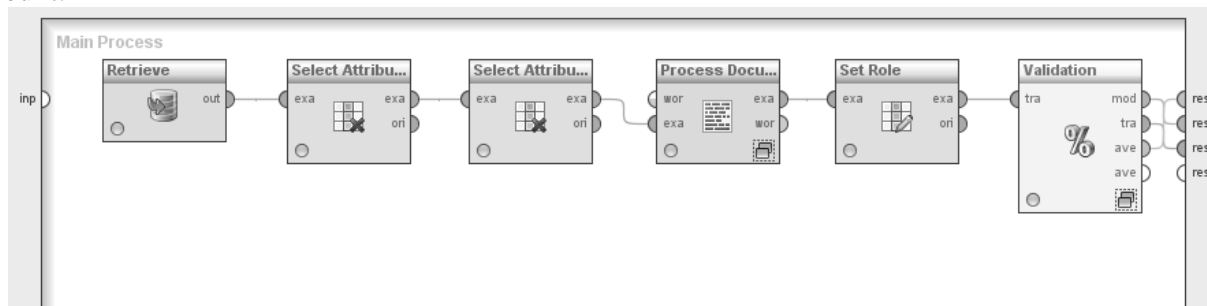 Main Process
Retrieve
Select Attribu...
Select Attribu...
Process Docu...
Set Role
Validation
inp
out
exa
exa
ori
exa
exa
ori
wor
exa
exa
wor
exa
exa
ori
tra
mod
tra
ave
ave
res
res
res
res